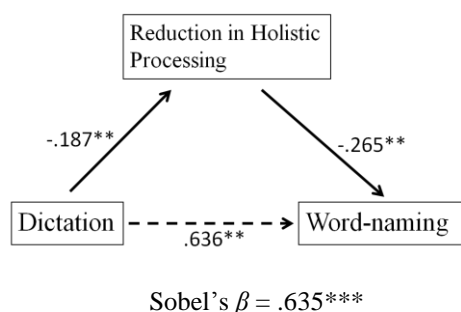 Reduction in Holistic
Processing
-.187**
-.265**
Dictation
.636**
Word-naming
Sobel's β = .635***